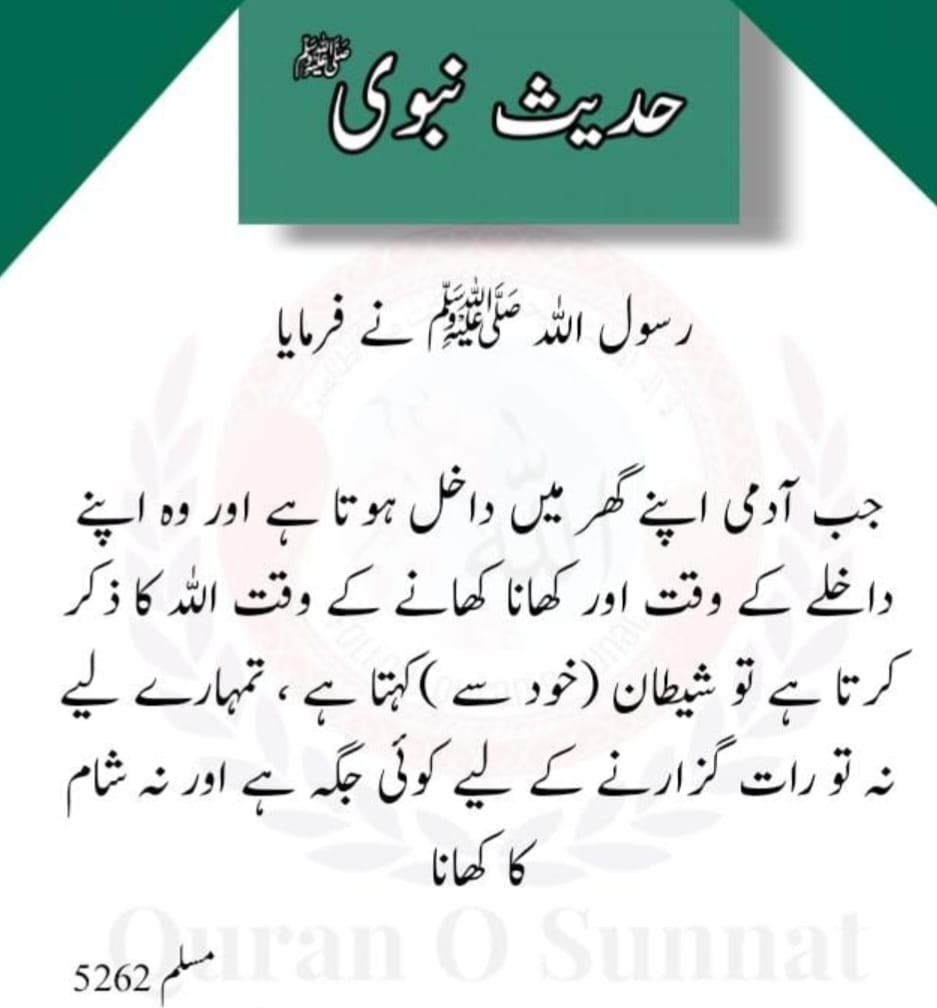 حدیث نبوی ﷺ
رسول اللہ ﷺ نے فرمایا
جب آدمی اپنے گھر میں داخل ہوتا ہے اور وہ اپنے
داخلے کے وقت اور کھانا کھانے کے وقت اللہ کا ذکر
کرتا ہے تو شیطان (خود سے) کہتا ہے ، تمہارے لیے
نہ تو رات گزارنے کے لیے کوئی جگہ ہے اور نہ شام
کا کھانا
Quran O Sunnat
مسلم 5262